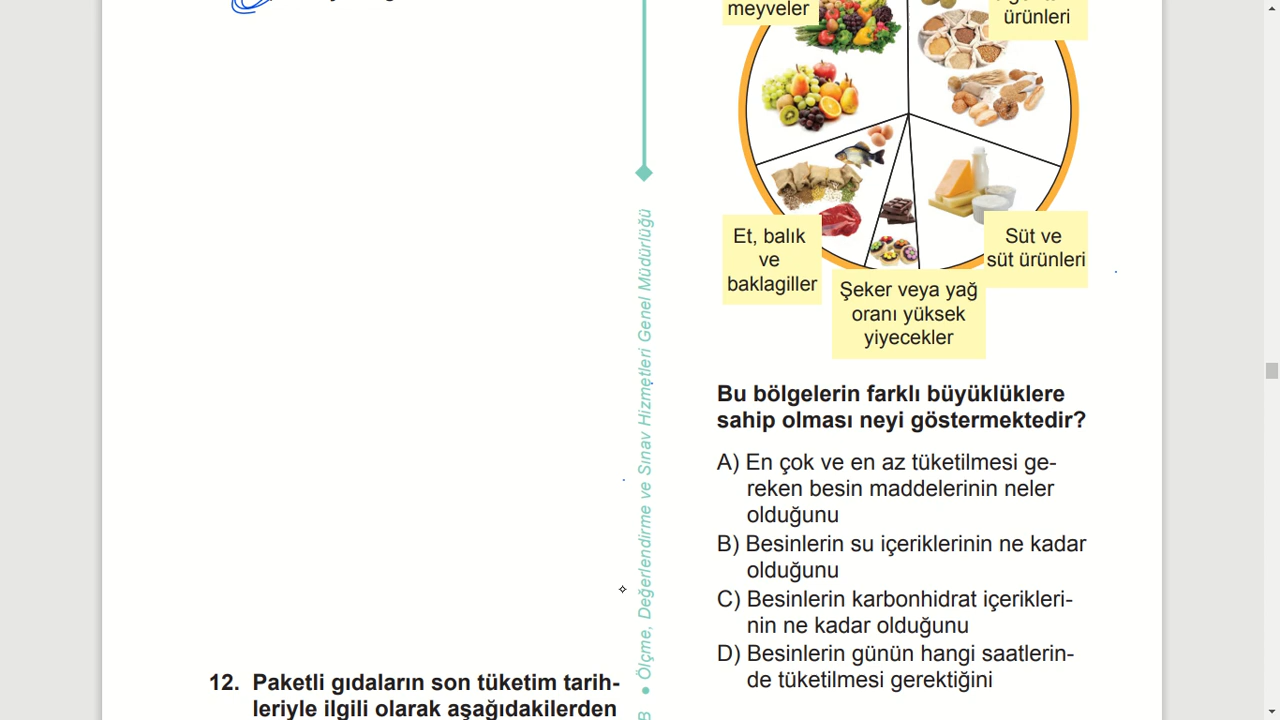 12. Paketli gıdaların son tüketim tarih-
leriyle ilgili olarak aşağıdakilerden
B ● Ölçme, Değerlendirme ve Sınav Hizmetleri Genel Müdürlüğü
meyveler
ürünleri
Et, balık
ve
baklagiller
Şeker veya yağ
oranı yüksek
yiyecekler
Süt ve
süt ürünleri
Bu bölgelerin farklı büyüklüklere
sahip olması neyi göstermektedir?
A) En çok ve en az tüketilmesi ge-
reken besin maddelerinin neler
olduğunu
B) Besinlerin su içeriklerinin ne kadar
olduğunu
C) Besinlerin karbonhidrat içerikleri-
nin ne kadar olduğunu
D) Besinlerin günün hangi saatlerin-
de tüketilmesi gerektiğini